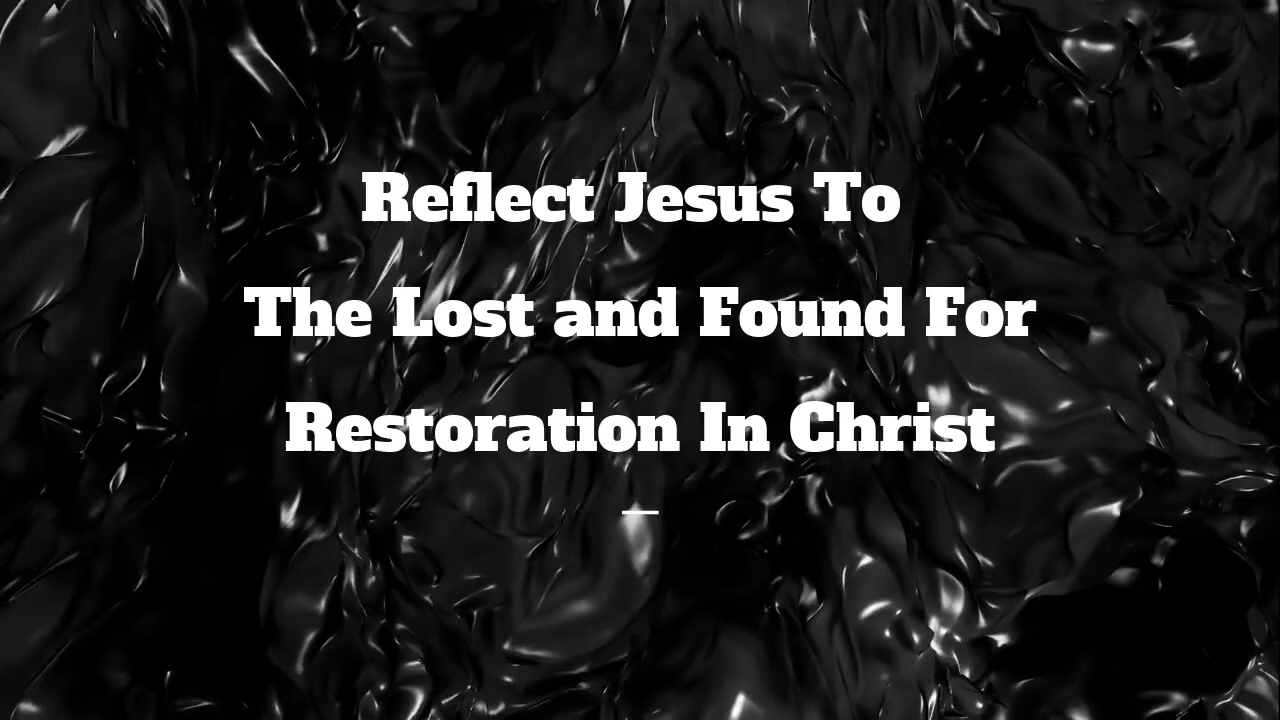 Reflect Jesus To
The Lost and Found For
Restoration In Christ
—